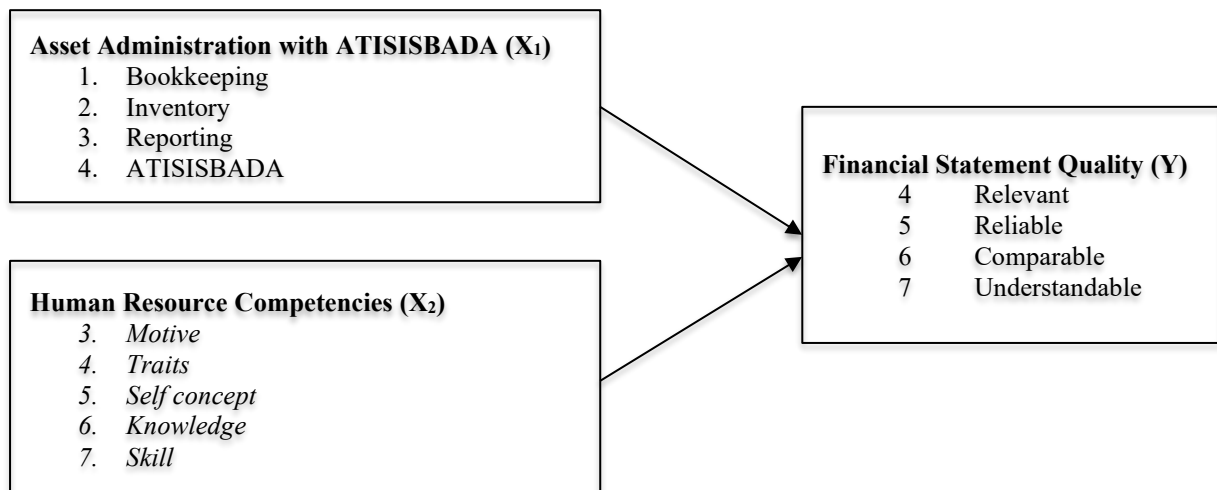 Asset Administration with ATISISBADA (X₁)
1. Bookkeeping
2. Inventory
3. Reporting
4. ATISISBADA
Human Resource Competencies (X₂)
3. Motive
4. Traits
5. Self concept
6. Knowledge
7. Skill
Financial Statement Quality (Y)
4 Relevant
5 Reliable
6 Comparable
7 Understandable